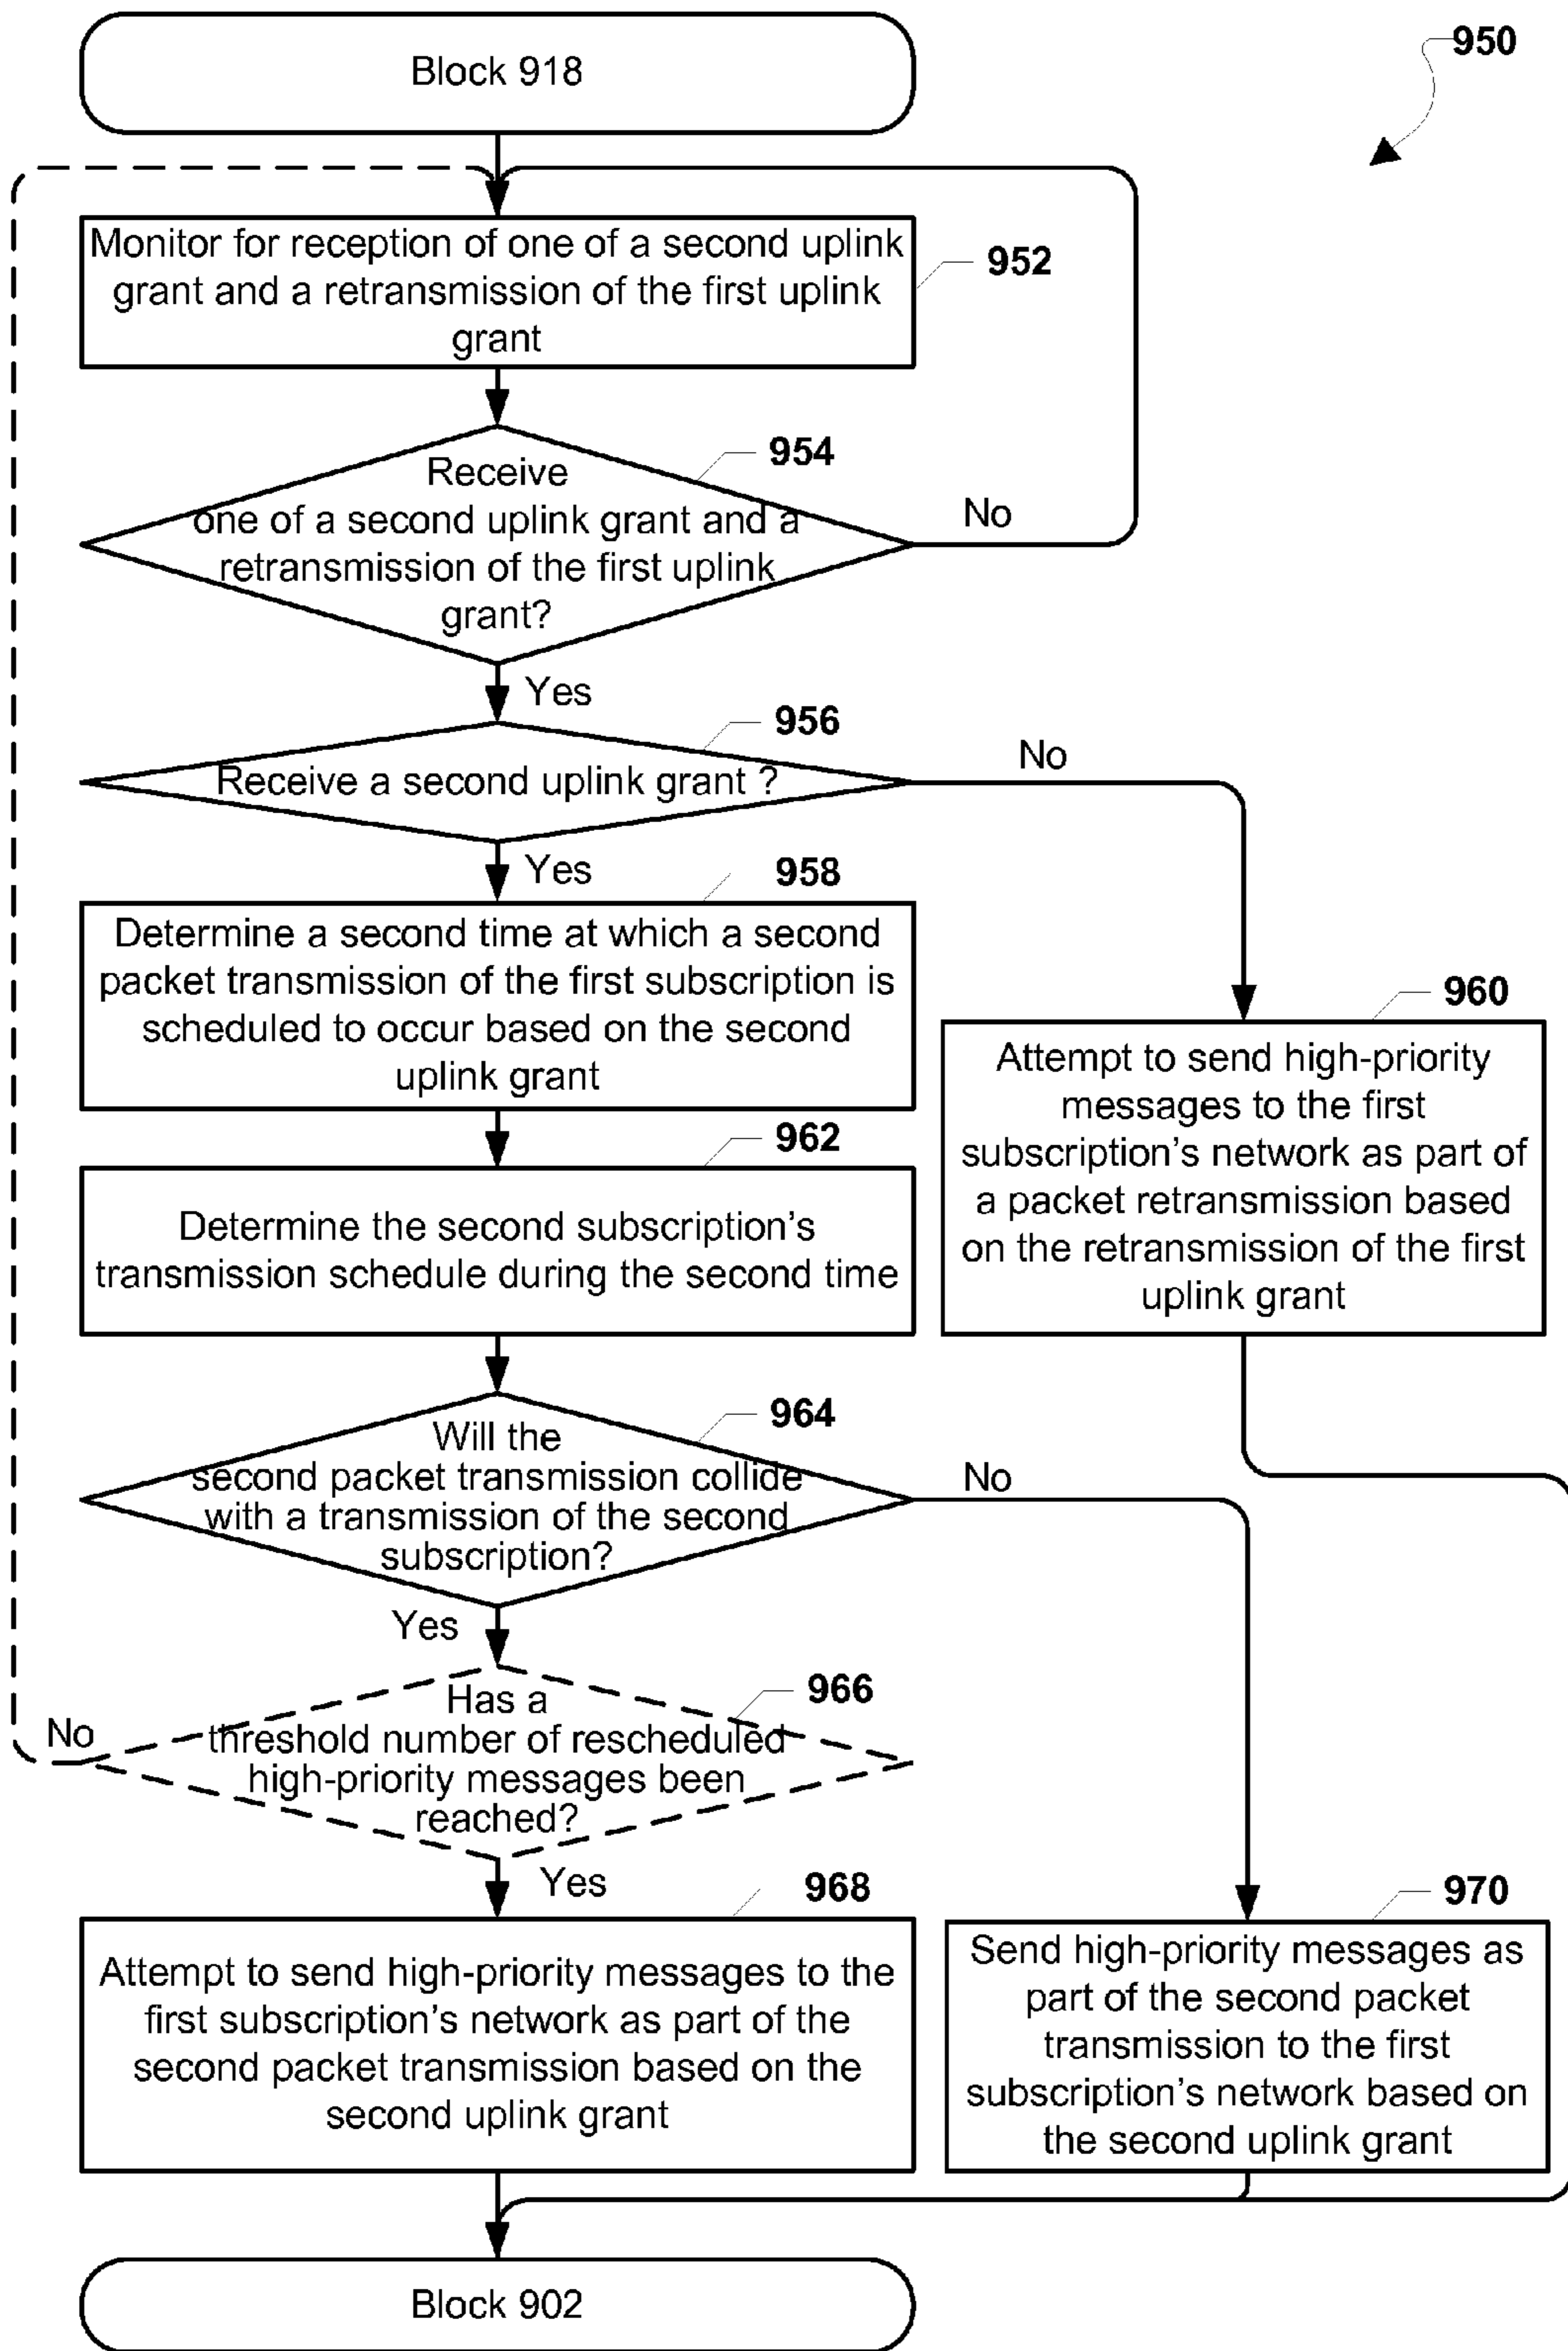 Block 918
950
Monitor for reception of one of a second uplink
grant and a retransmission of the first uplink
grant
952
954
Receive
one of a second uplink grant and a
retransmission of the first uplink
grant?
No
Yes
956
Receive a second uplink grant ?
No
Yes
958
Determine a second time at which a second
packet transmission of the first subscription is
scheduled to occur based on the second
uplink grant
960
Attempt to send high-priority
messages to the first
subscription's network as part of
a packet retransmission based
on the retransmission of the first
uplink grant
962
Determine the second subscription's
transmission schedule during the second time
964
Will the
second packet transmission collide
with a transmission of the second
subscription?
No
Yes
966
Has a
threshold number of rescheduled
high-priority messages been
reached?
No
Yes
968
Attempt to send high-priority messages to the
first subscription's network as part of the
second packet transmission based on the
second uplink grant
970
Send high-priority messages as
part of the second packet
transmission to the first
subscription's network based on
the second uplink grant
Block 902